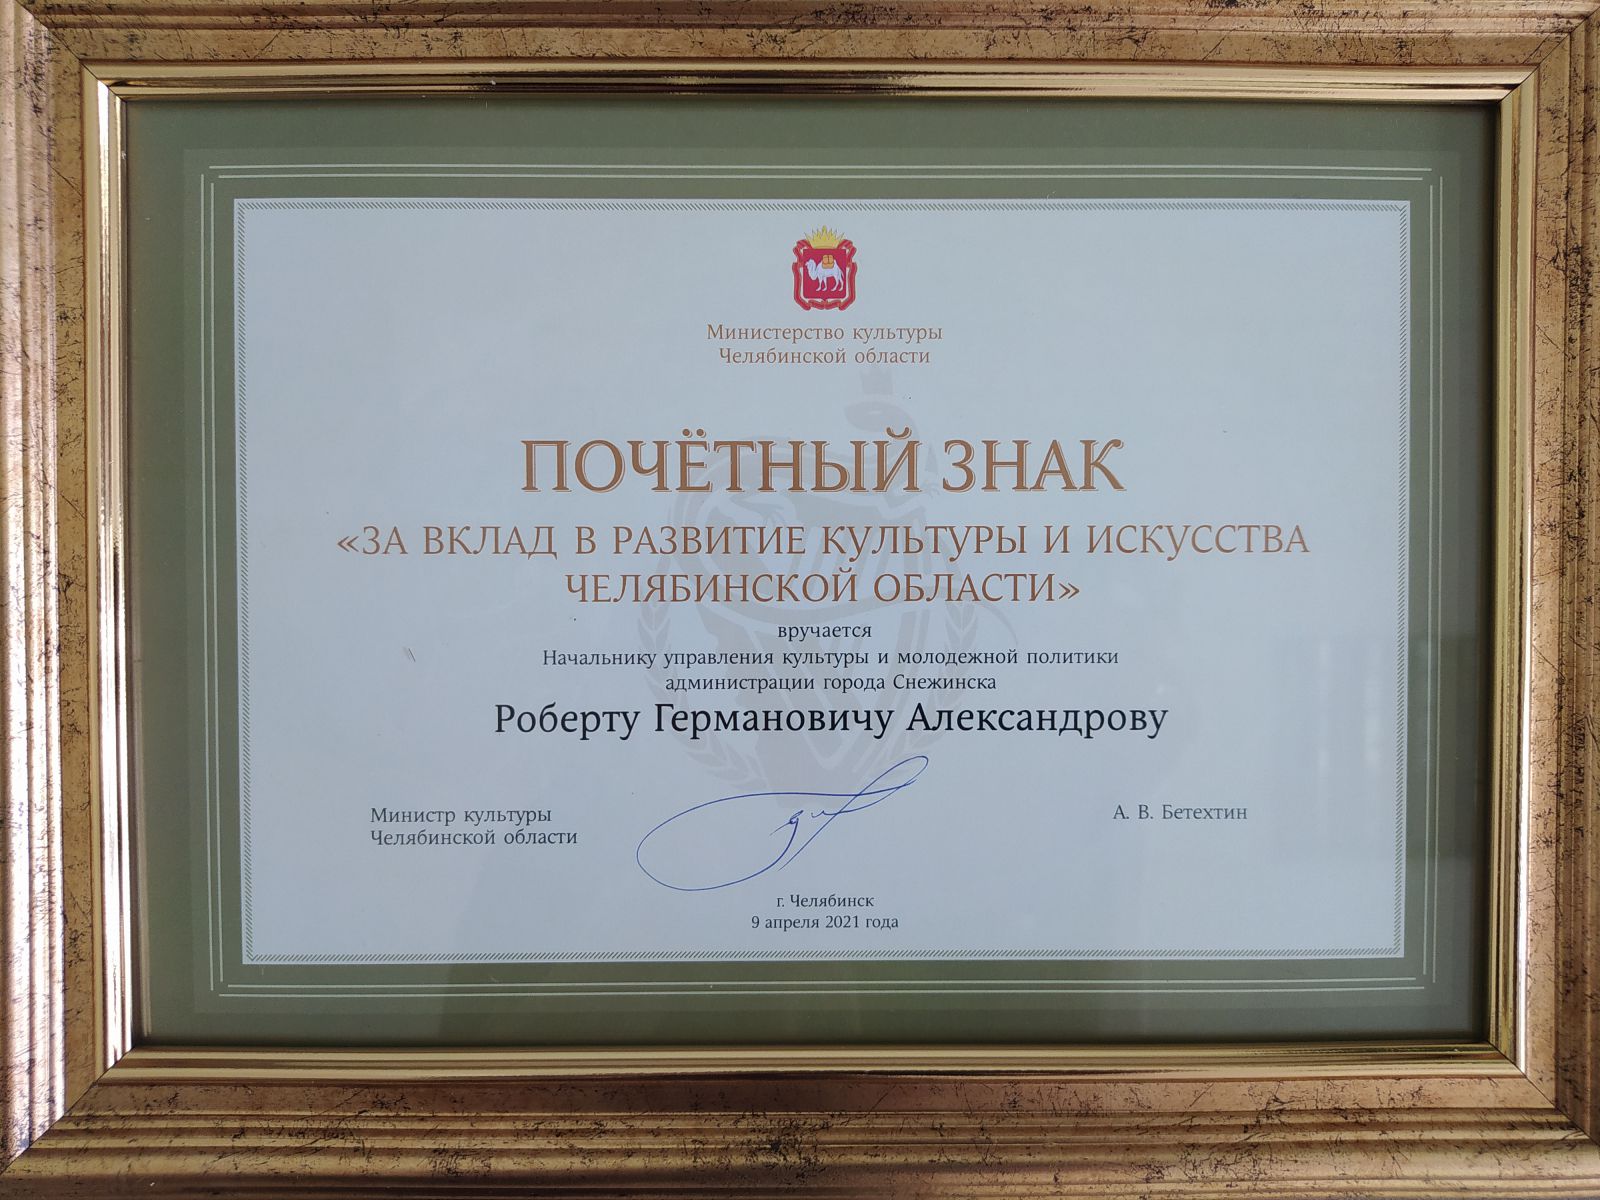 Министерство культуры
Челябинской области
ПОЧЁТНЫЙ ЗНАК
«ЗА ВКЛАД В РАЗВИТИЕ КУЛЬТУРЫ И ИСКУССТВА
ЧЕЛЯБИНСКОЙ ОБЛАСТИ»
вручается
Начальнику управления культуры и молодежной политики
администрации города Снежинска
Роберту Германовичу Александрову
Министр культуры
Челябинской области
А. В. Бетехтин
г. Челябинск
9 апреля 2021 года